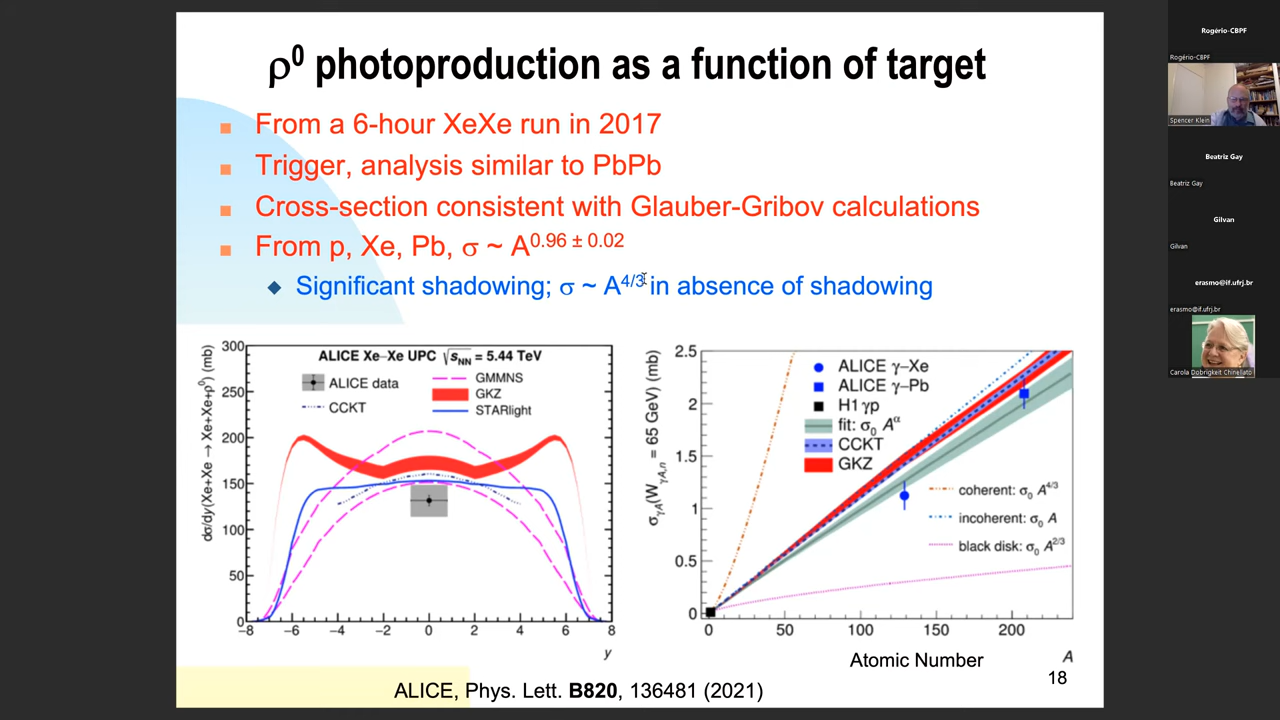 ρ⁰ photoproduction as a function of target
From a 6-hour XeXe run in 2017
Trigger, analysis similar to PbPb
Cross-section consistent with Glauber-Gribov calculations
From p, Xe, Pb, σ ~ A^0.96 ± 0.02
Significant shadowing; σ ~ A^4/3 in absence of shadowing
dσ/dy(Xe+Xe → Xe+Xe+ρ⁰) (mb)
300
250
200
150
100
50
0
ALICE Xe–Xe UPC √s_NN = 5.44 TeV
ALICE data
CCKT
GMMNS
GKZ
STARlight
−8 −6 −4 −2 0 2 4 6 8
y
σ_γA(W_γA,n = 65 GeV) (mb)
2.5
2
1.5
1
0.5
0
ALICE γ–Xe
ALICE γ–Pb
H1 γp
fit: σ₀ A^α
CCKT
GKZ
coherent: σ₀ A^4/3
incoherent: σ₀ A
black disk: σ₀ A^2/3
0 50 100 150 200
Atomic Number
A
18
ALICE, Phys. Lett. B820, 136481 (2021)
Rogério-CBPF
Rogério-CBPF
Spencer Klein
Beatriz Gay
Beatriz Gay
Gilvan
Gilvan
erasmo@if.ufrj.br
erasmo@if.ufrj.br
Carola Dobrigkeit Chinellato